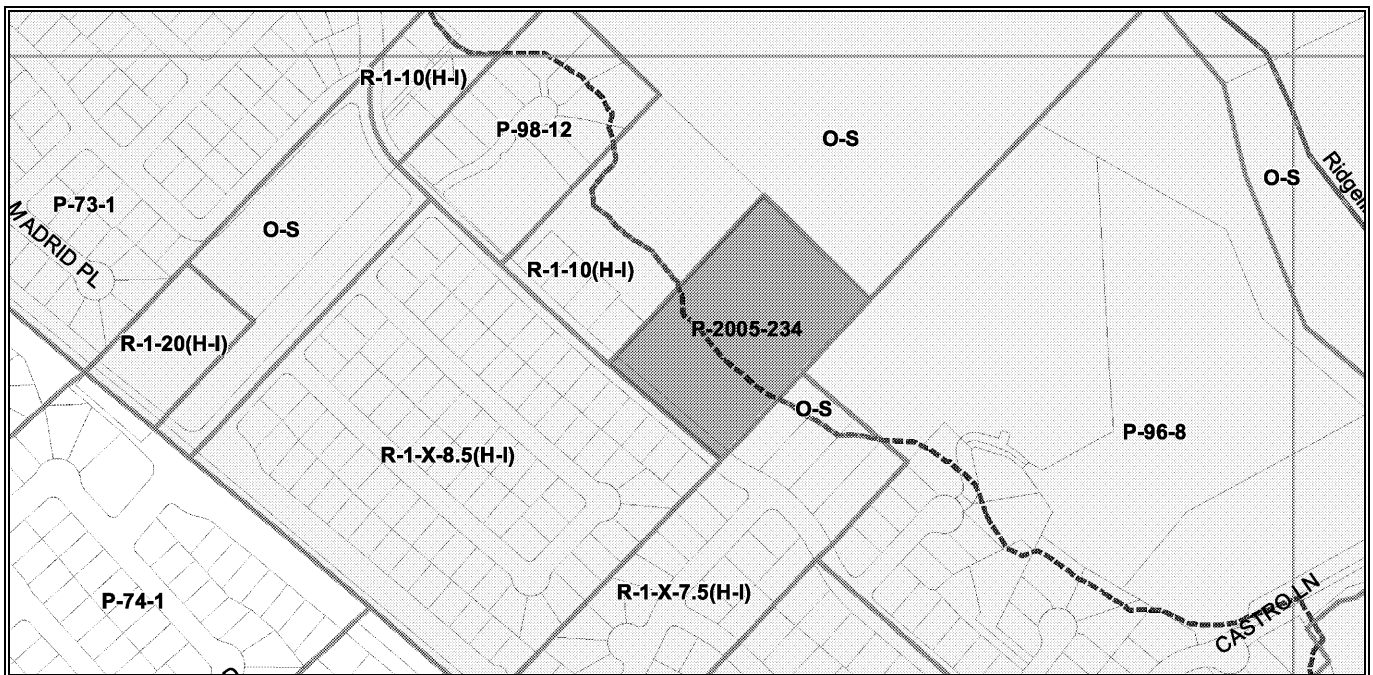 R-1-10(H-I)
P-98-12
O-S
O-S
P-73-1
MADRID PL
O-S
R-1-10(H-I)
P-2005-234
R-1-20(H-I)
O-S
P-96-8
R-1-X-8.5(H-I)
R-1-X-7.5(H-I)
P-74-1
CASTRO LN